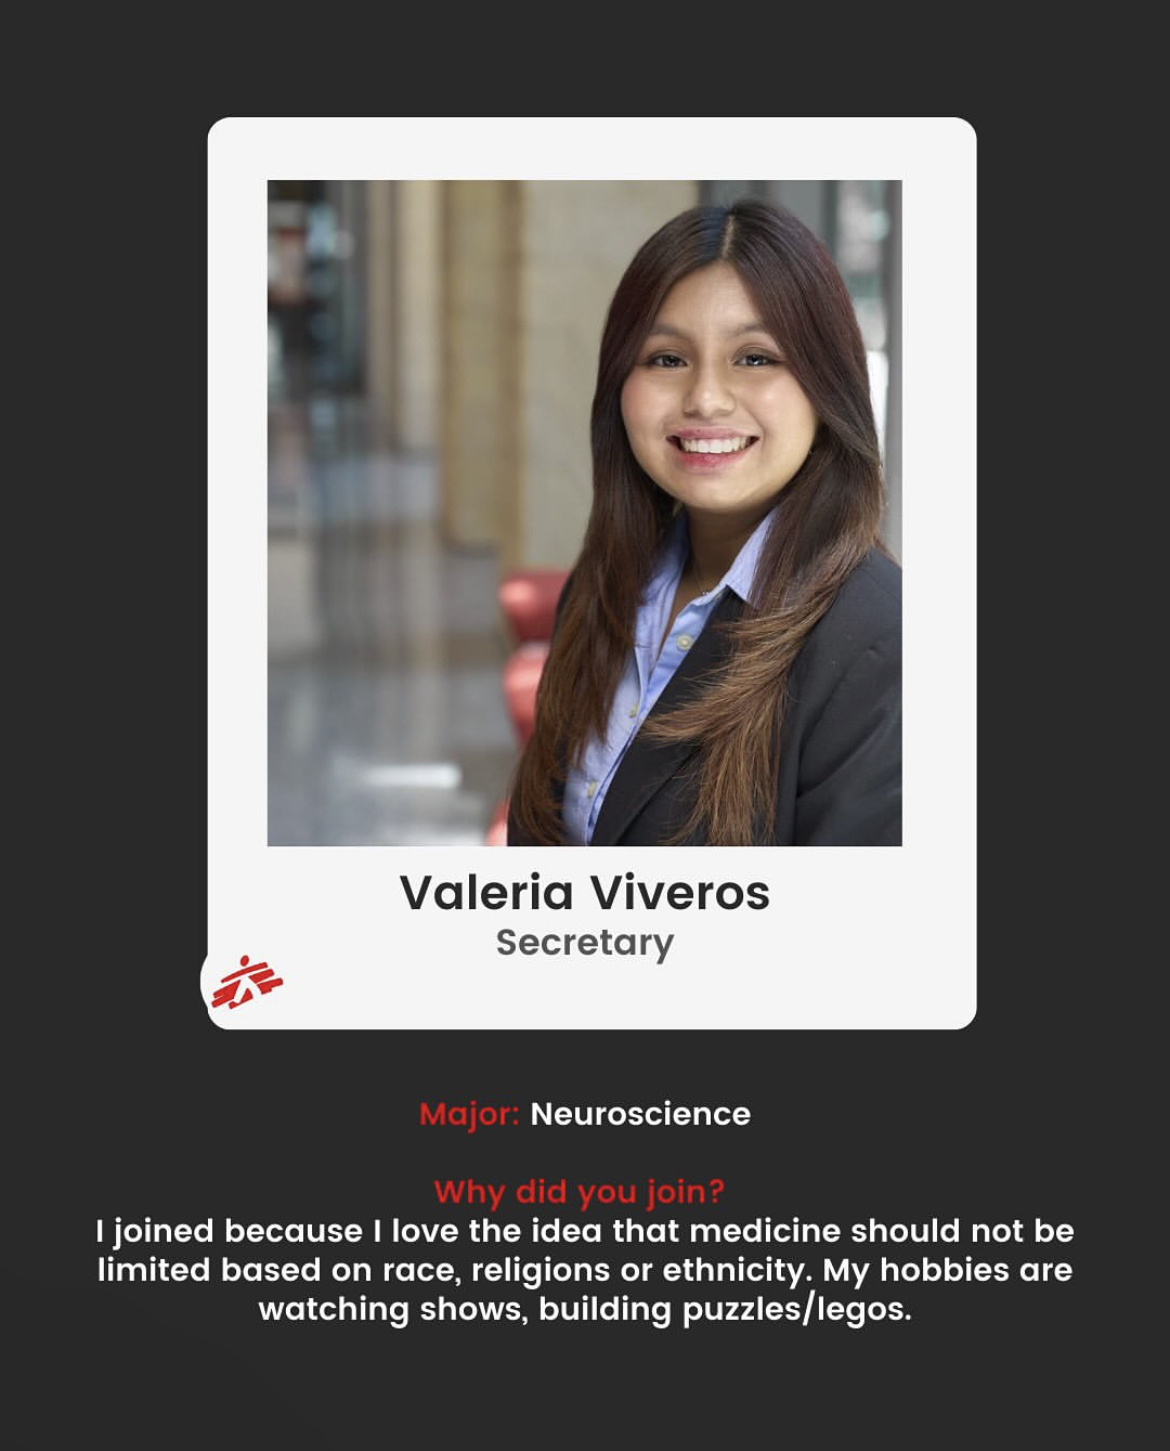 Valeria Viveros
Secretary
Major: Neuroscience
Why did you join?
I joined because I love the idea that medicine should not be
limited based on race, religions or ethnicity. My hobbies are
watching shows, building puzzles/legos.